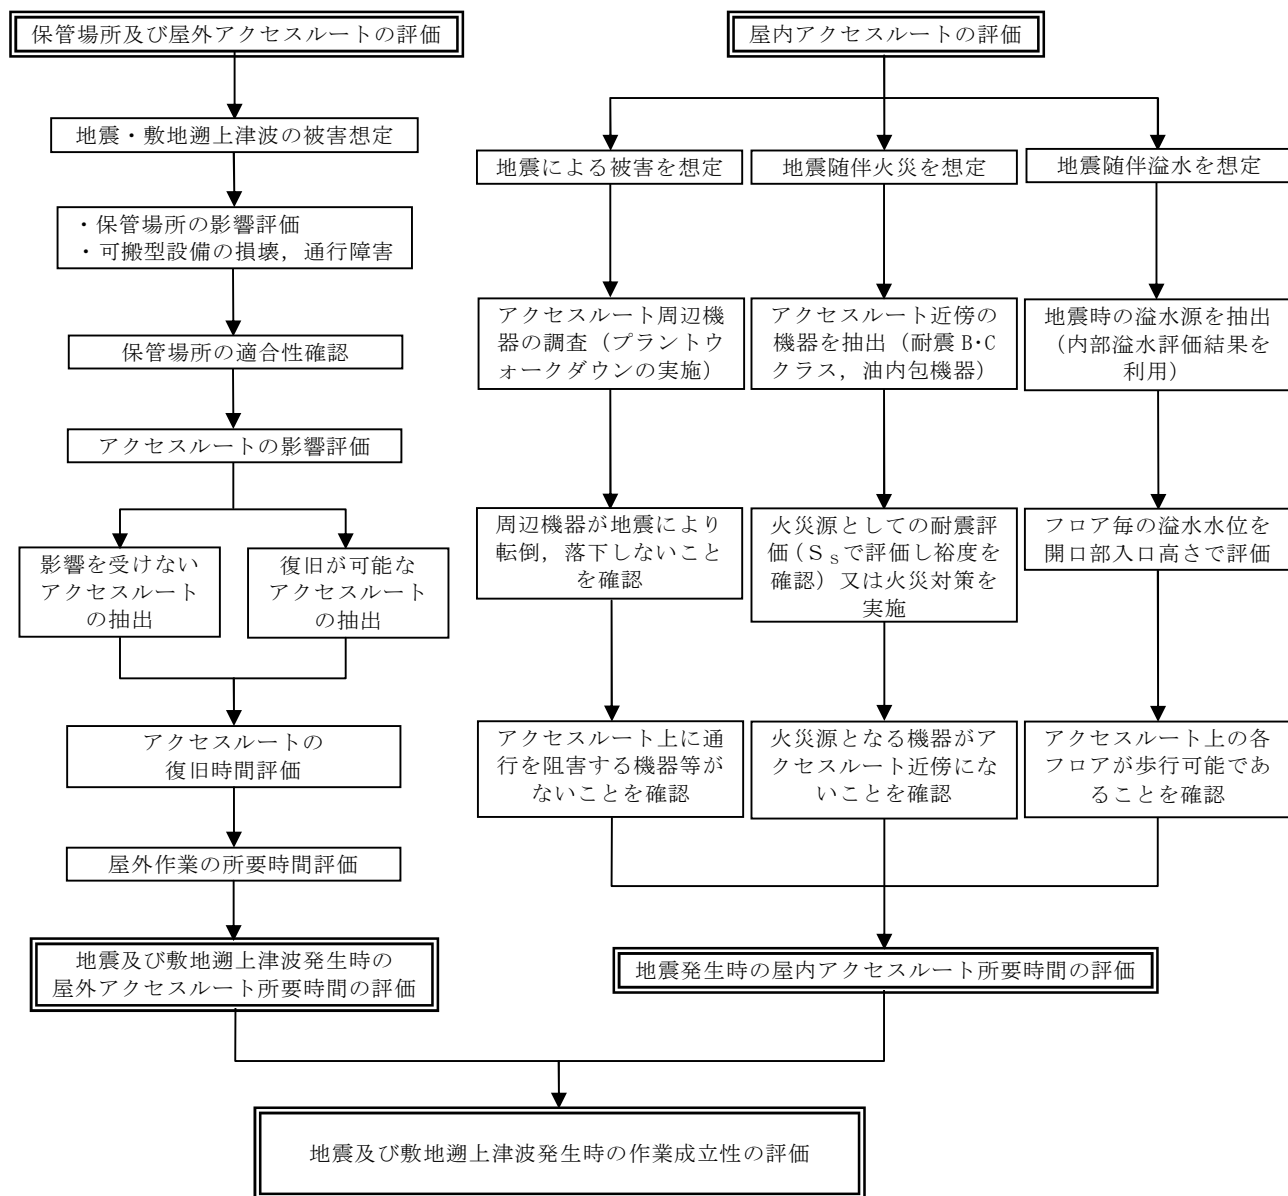 保管場所及び屋外アクセスルートの評価
地震・敷地遡上津波の被害想定
・保管場所の影響評価
・可搬型設備の損壊，通行障害
保管場所の適合性確認
アクセスルートの影響評価
影響を受けない
アクセスルート
の抽出
復旧が可能な
アクセスルート
の抽出
アクセスルートの
復旧時間評価
屋外作業の所要時間評価
地震及び敷地遡上津波発生時の
屋外アクセスルート所要時間の評価
屋内アクセスルートの評価
地震による被害を想定
アクセスルート周辺機
器の調査（プラントウ
ォークダウンの実施）
周辺機器が地震により
転倒，落下しないこと
を確認
アクセスルート上に通
行を阻害する機器等が
ないことを確認
地震随伴火災を想定
アクセスルート近傍の
機器を抽出（耐震 B･C
クラス，油内包機器）
火災源としての耐震評
価（Ｓｓで評価し裕度を
確認）又は火災対策を
実施
火災源となる機器がア
クセスルート近傍にな
いことを確認
地震随伴溢水を想定
地震時の溢水源を抽出
（内部溢水評価結果を
利用）
フロア毎の溢水水位を
開口部入口高さで評価
アクセスルート上の各
フロアが歩行可能であ
ることを確認
地震発生時の屋内アクセスルート所要時間の評価
地震及び敷地遡上津波発生時の作業成立性の評価